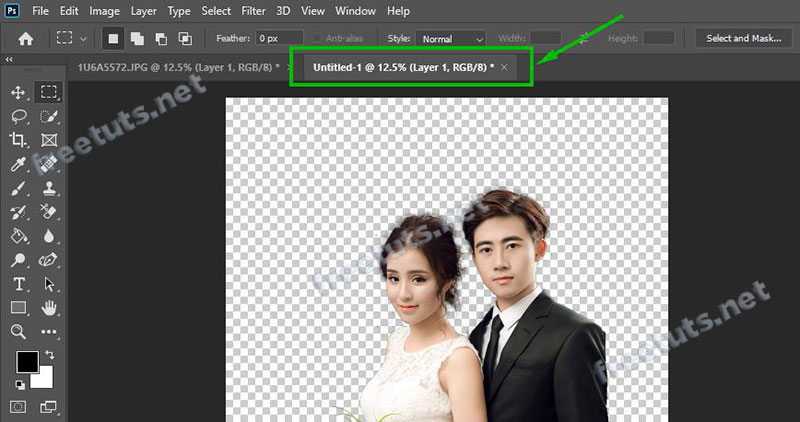 Ps File Edit Image Layer Type Select Filter 3D View Window Help
Feather: 0 px Anti-alias Style: Normal Width: Height: Select and Mask...
1U6A5572.JPG @ 12.5% (Layer 1, RGB/8) * × Untitled-1 @ 12.5% (Layer 1, RGB/8) * ×
freetuts.net
freetuts.net
freetuts.net
T